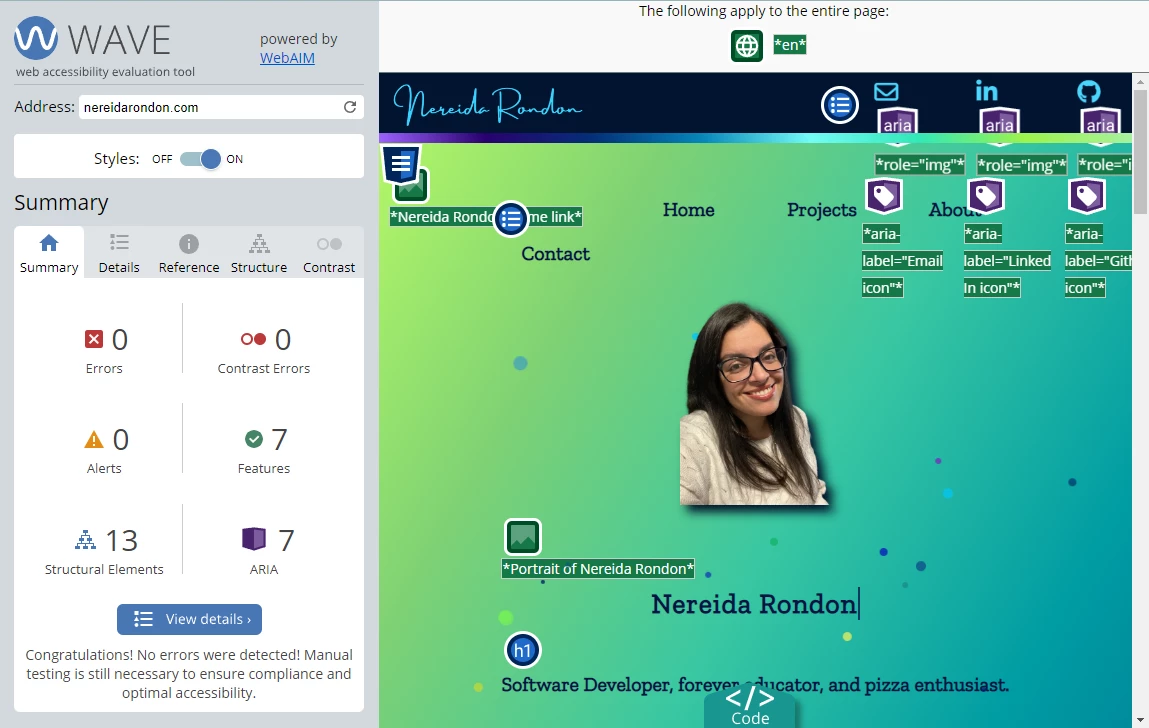 WAVE
web accessibility evaluation tool
powered by
WebAIM
Address: nereidarondon.com
Styles: OFF ON
Summary
Summary Details Reference Structure Contrast
0 Errors
0 Contrast Errors
0 Alerts
7 Features
13 Structural Elements
7 ARIA
View details ›
Congratulations! No errors were detected! Manual
testing is still necessary to ensure compliance and
optimal accessibility.
The following apply to the entire page:
*en*
Nereida Rondon
aria aria aria
*role="img"* *role="img"* *role="i
*Nereida Rondo me link*
Home Projects About
Contact
*aria- *aria- *aria-
label="Email label="Linked label="Gith
icon"* In icon"* icon"*
*Portrait of Nereida Rondon*
Nereida Rondon
h1
Software Developer, forever educator, and pizza enthusiast.
</>
Code